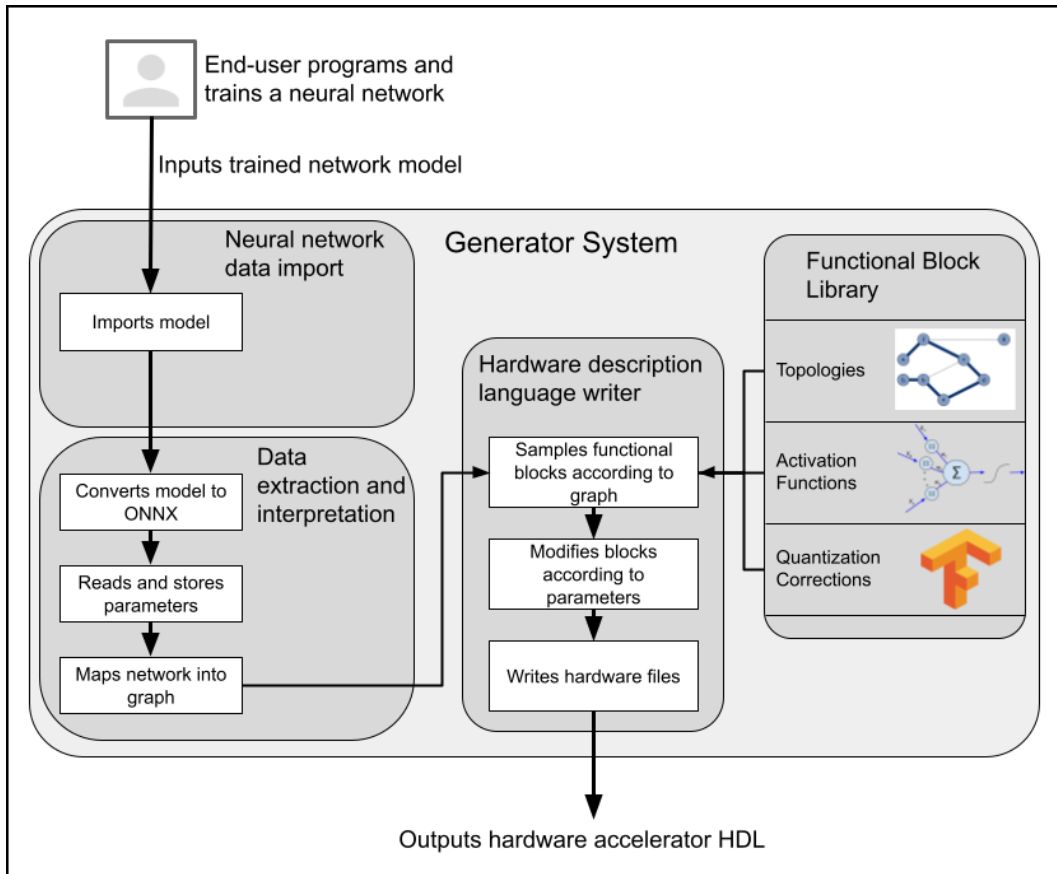 End-user programs and
trains a neural network
Inputs trained network model
Generator System
Neural network
data import
Imports model
Data
extraction and
interpretation
Converts model to
ONNX
Reads and stores
parameters
Maps network into
graph
Hardware description
language writer
Samples functional
blocks according to
graph
Modifies blocks
according to
parameters
Writes hardware files
Functional Block
Library
Topologies
Activation
Functions
Σ
Quantization
Corrections
Outputs hardware accelerator HDL